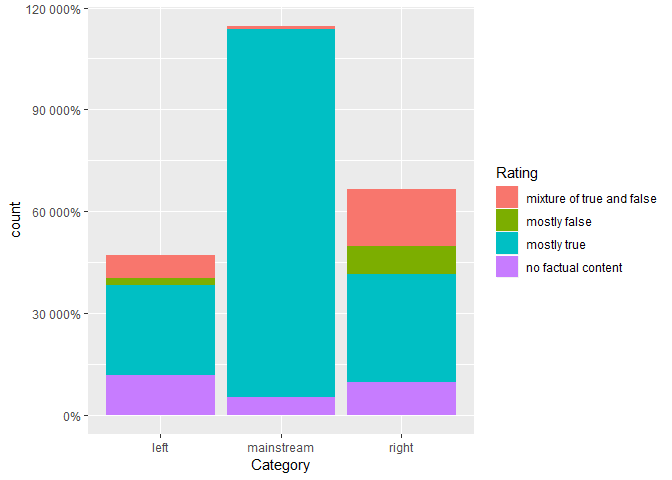 120 000%
90 000%
60 000%
30 000%
0%
count
left
mainstream
right
Category
Rating
mixture of true and false
mostly false
mostly true
no factual content